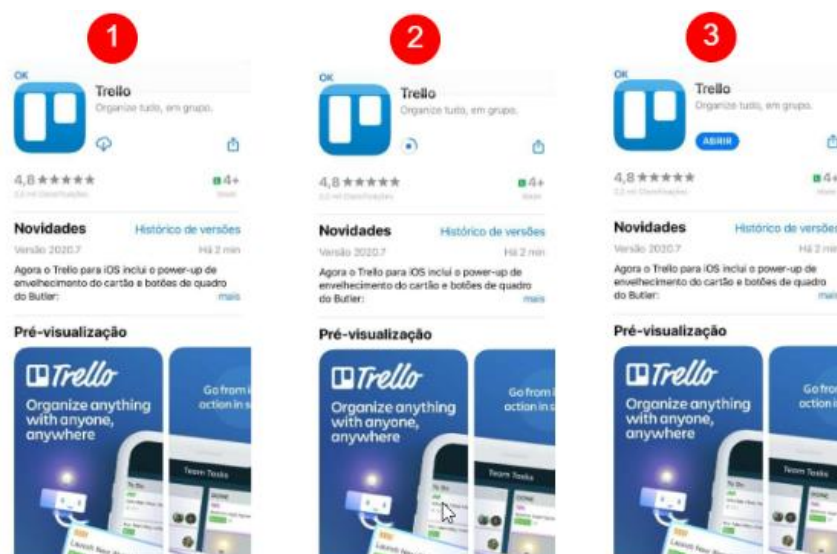 1
OK
Trello
Organize tudo, em grupo.
4,8 ★★★★★
4+
Novidades
Histórico de versões
Versão 2020.7
Há 2 min
Agora o Trello para iOS inclui o power-up de
envelhecimento do cartão e botões de quadro
do Butler:
mais
Pré-visualização
Trello
Organize anything
with anyone,
anywhere
Go from i
action in s
Team Tasks
2
OK
Trello
Organize tudo, em grupo.
4,8 ★★★★★
4+
Novidades
Histórico de versões
Versão 2020.7
Há 2 min
Agora o Trello para iOS inclui o power-up de
envelhecimento do cartão e botões de quadro
do Butler:
mais
Pré-visualização
Trello
Organize anything
with anyone,
anywhere
Go from i
action in s
Team Tasks
3
OK
Trello
Organize tudo, em grupo.
ABRIR
4,8 ★★★★★
4+
Novidades
Histórico de versões
Versão 2020.7
Há 2 min
Agora o Trello para iOS inclui o power-up de
envelhecimento do cartão e botões de quadro
do Butler:
mais
Pré-visualização
Trello
Organize anything
with anyone,
anywhere
Go from
action i
Team Tasks